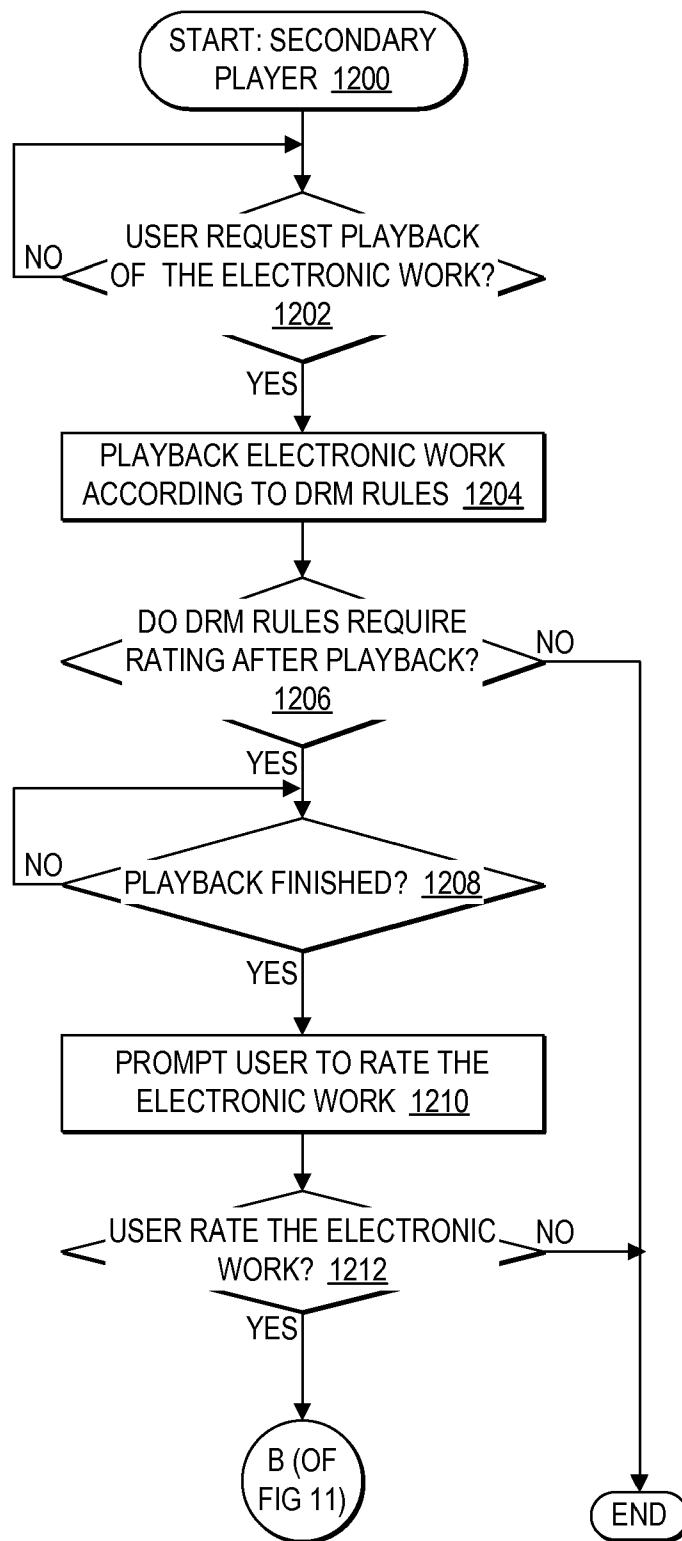 START: SECONDARY
PLAYER 1200
USER REQUEST PLAYBACK
OF THE ELECTRONIC WORK?
1202
NO
YES
PLAYBACK ELECTRONIC WORK
ACCORDING TO DRM RULES 1204
DO DRM RULES REQUIRE
RATING AFTER PLAYBACK?
1206
NO
YES
PLAYBACK FINISHED? 1208
NO
YES
PROMPT USER TO RATE THE
ELECTRONIC WORK 1210
USER RATE THE ELECTRONIC
WORK? 1212
NO
YES
B (OF
FIG 11)
END